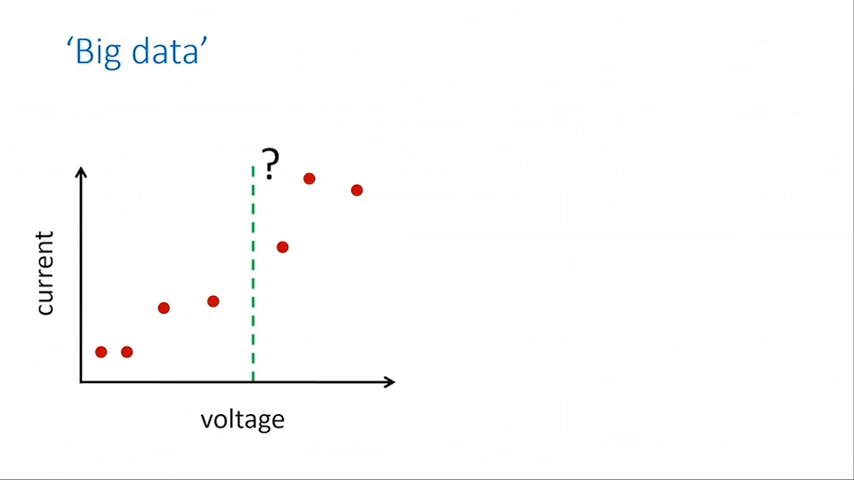 ‘Big data’
?
current
voltage